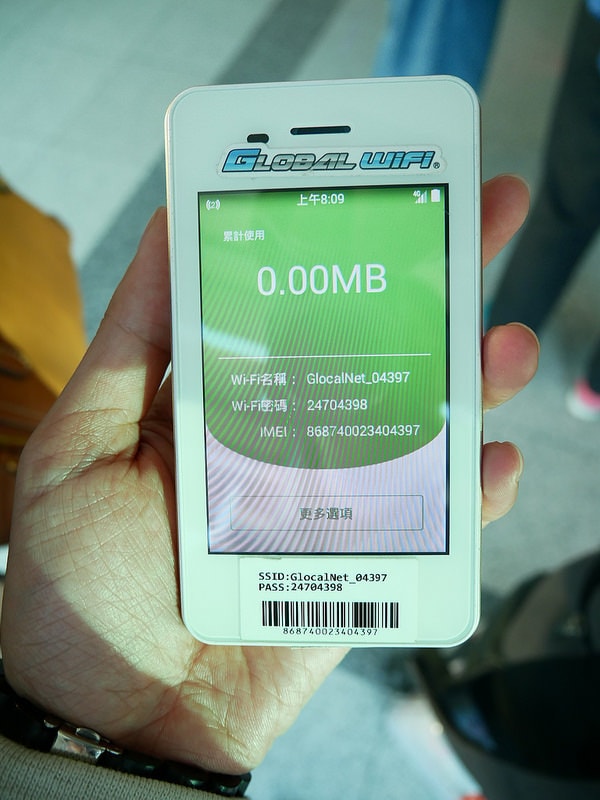 GLOBAL WiFi®
上午8:09
4G
累計使用
0.00MB
Wi-Fi名稱： GlocalNet_04397
Wi-Fi密碼： 24704398
IMEI： 868740023404397
更多選項
SSID:GlocalNet_04397
PASS:24704398
868740023404397